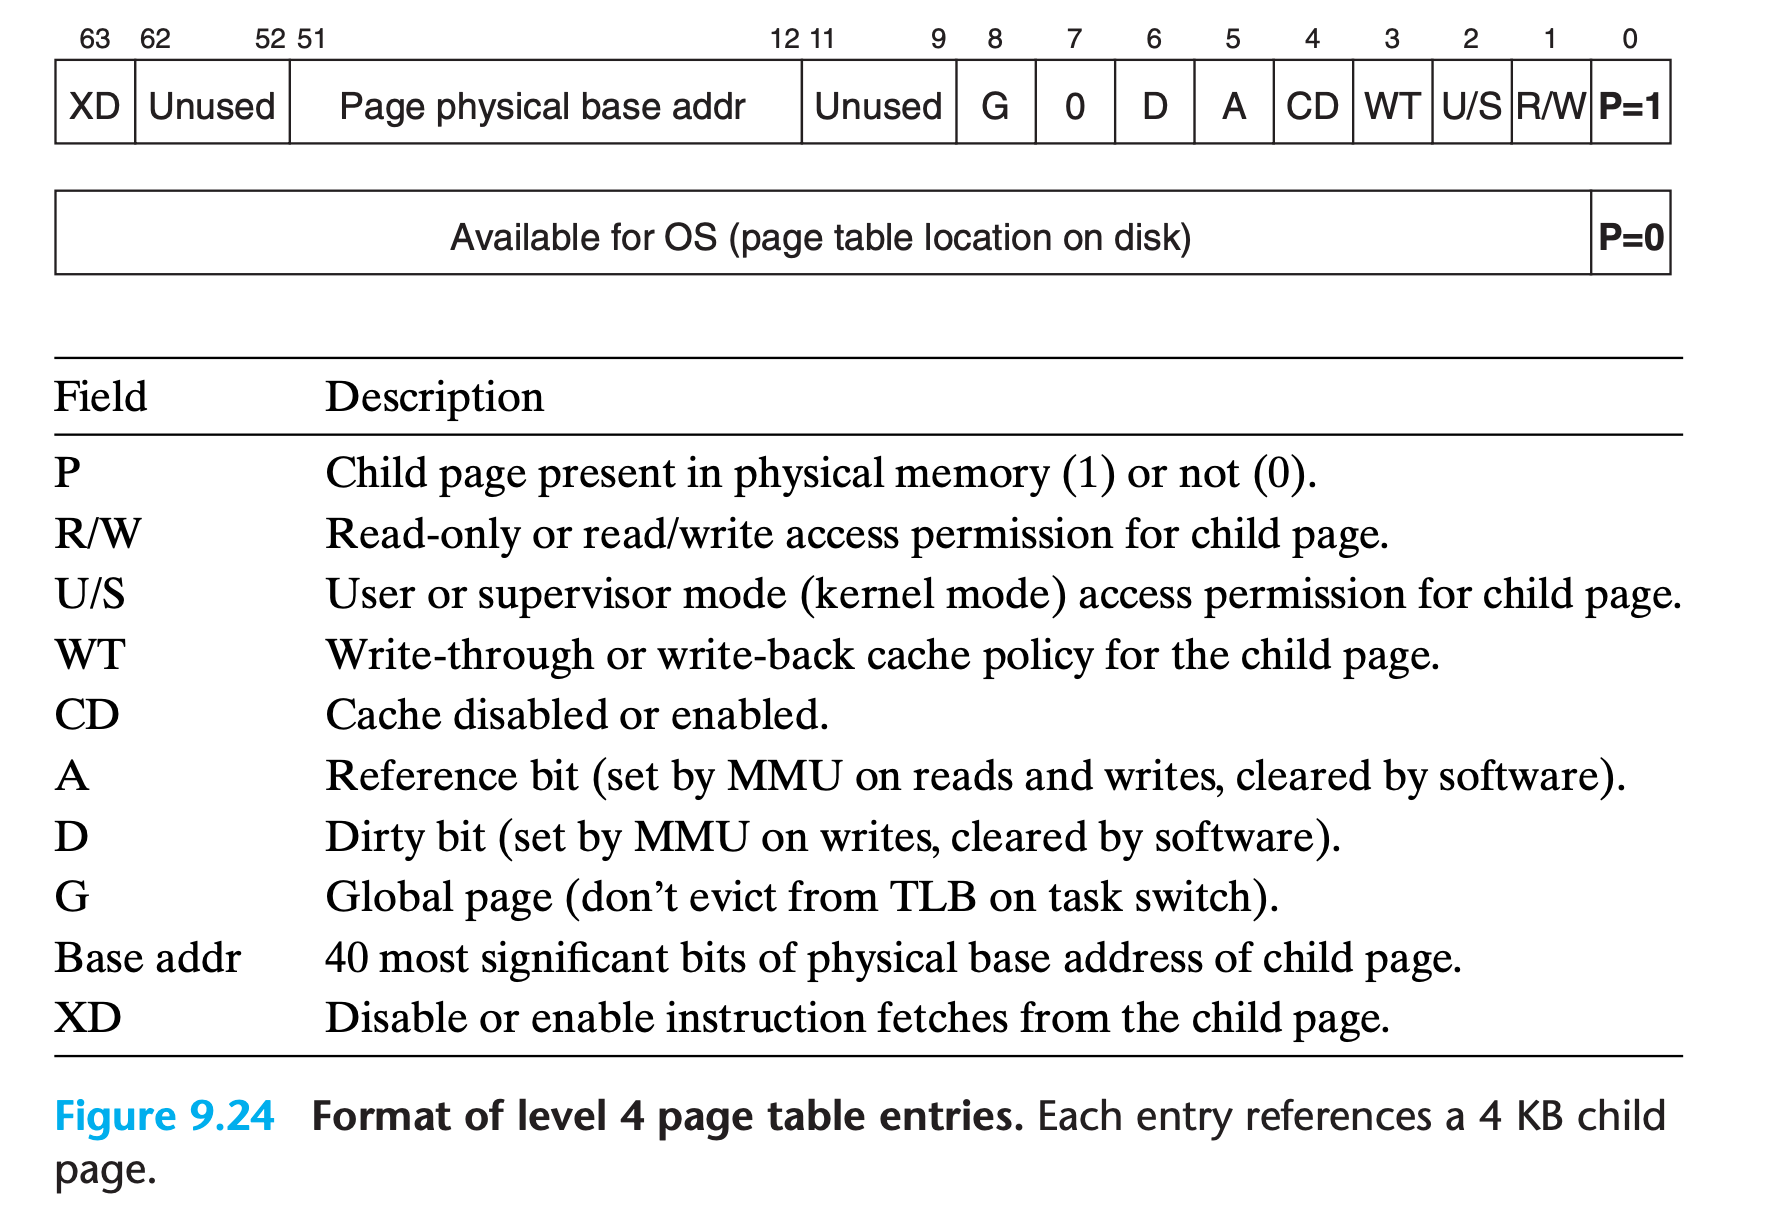 63 62 52 51 12 11 9 8 7 6 5 4 3 2 1 0
XD Unused Page physical base addr Unused G 0 D A CD WT U/S R/W P=1
Available for OS (page table location on disk) P=0
Field Description
P Child page present in physical memory (1) or not (0).
R/W Read-only or read/write access permission for child page.
U/S User or supervisor mode (kernel mode) access permission for child page.
WT Write-through or write-back cache policy for the child page.
CD Cache disabled or enabled.
A Reference bit (set by MMU on reads and writes, cleared by software).
D Dirty bit (set by MMU on writes, cleared by software).
G Global page (don’t evict from TLB on task switch).
Base addr 40 most significant bits of physical base address of child page.
XD Disable or enable instruction fetches from the child page.
Figure 9.24 Format of level 4 page table entries. Each entry references a 4 KB child
page.